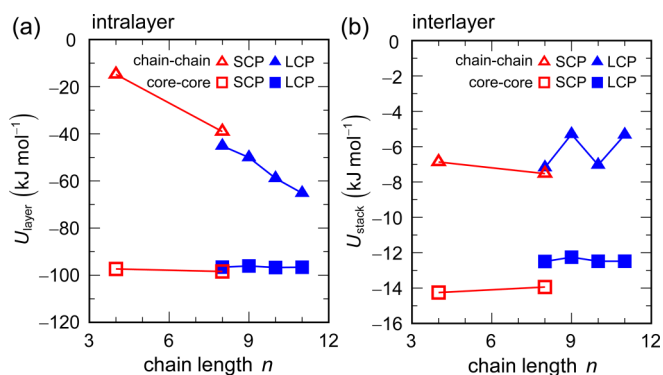 (a) intralayer
chain−chain SCP LCP
core−core SCP LCP
U_layer (kJ mol⁻¹)
0
−20
−40
−60
−80
−100
−120
3 6 9 12
chain length n
(b) interlayer
chain−chain SCP LCP
core−core SCP LCP
U_stack (kJ mol⁻¹)
0
−2
−4
−6
−8
−10
−12
−14
−16
3 6 9 12
chain length n